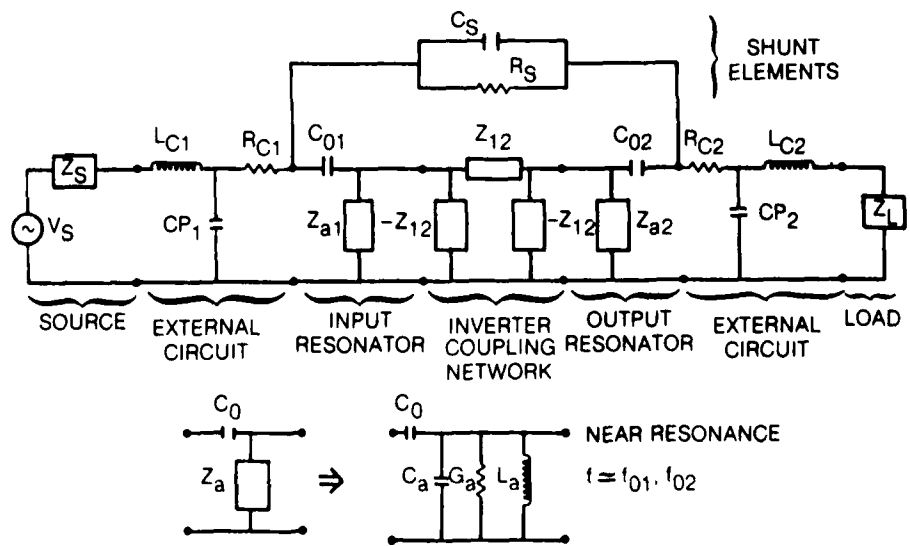 C_S
R_S
SHUNT
ELEMENTS
L_C1
R_C1
C_01
Z_12
C_02
R_C2
L_C2
Z_S
V_S
CP_1
Z_a1
-Z_12
-Z_12
Z_a2
CP_2
Z_L
SOURCE
EXTERNAL
CIRCUIT
INPUT
RESONATOR
INVERTER
COUPLING
NETWORK
OUTPUT
RESONATOR
EXTERNAL
CIRCUIT
LOAD
C_0
Z_a
⇒
C_0
C_a
G_a
L_a
NEAR RESONANCE
f ≃ f_01, f_02